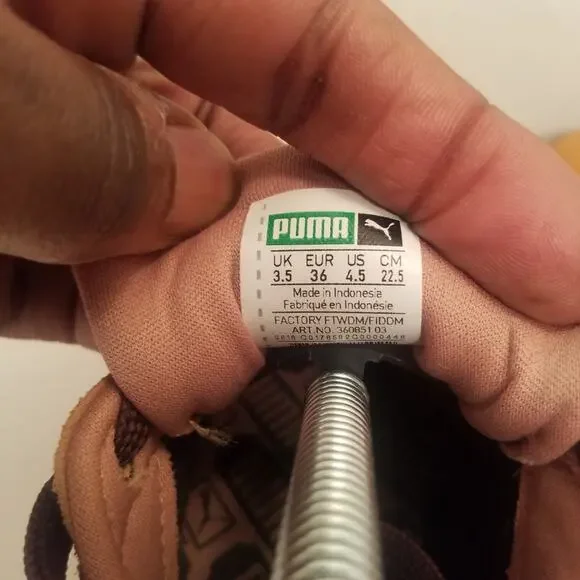 PUMA
UK EUR US CM
3.5 36 4.5 22.5
Made in Indonesia
Fabriqué en Indonésie
FACTORY FTWDM/FIDDM
ART.NO. 360851 03